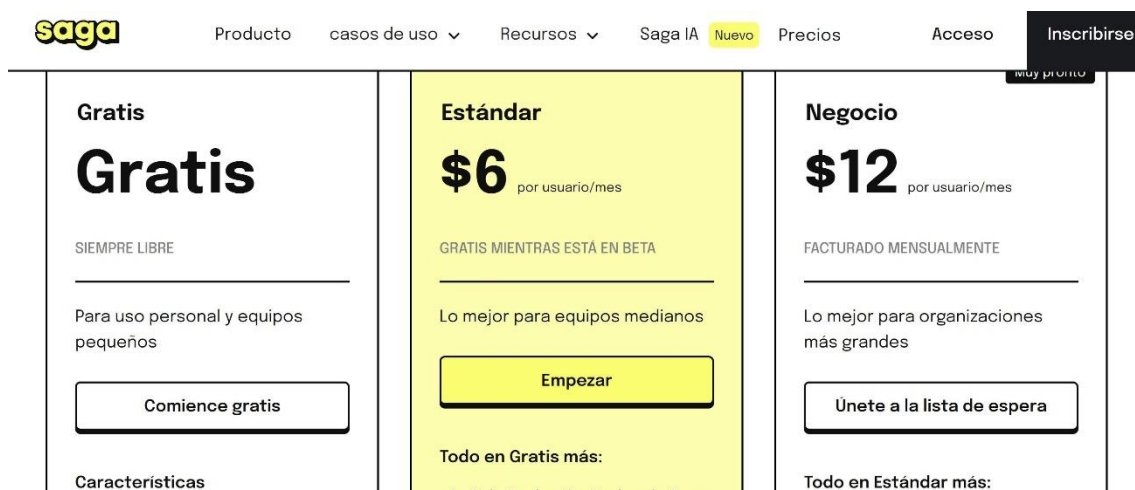 saga Producto casos de uso Recursos Saga IA Nuevo Precios Acceso Inscribirse
Muy pronto
Gratis
Gratis
SIEMPRE LIBRE
Para uso personal y equipos
pequeños
Comience gratis
Características
Estándar
$6 por usuario/mes
GRATIS MIENTRAS ESTÁ EN BETA
Lo mejor para equipos medianos
Empezar
Todo en Gratis más:
Negocio
$12 por usuario/mes
FACTURADO MENSUALMENTE
Lo mejor para organizaciones
más grandes
Únete a la lista de espera
Todo en Estándar más: